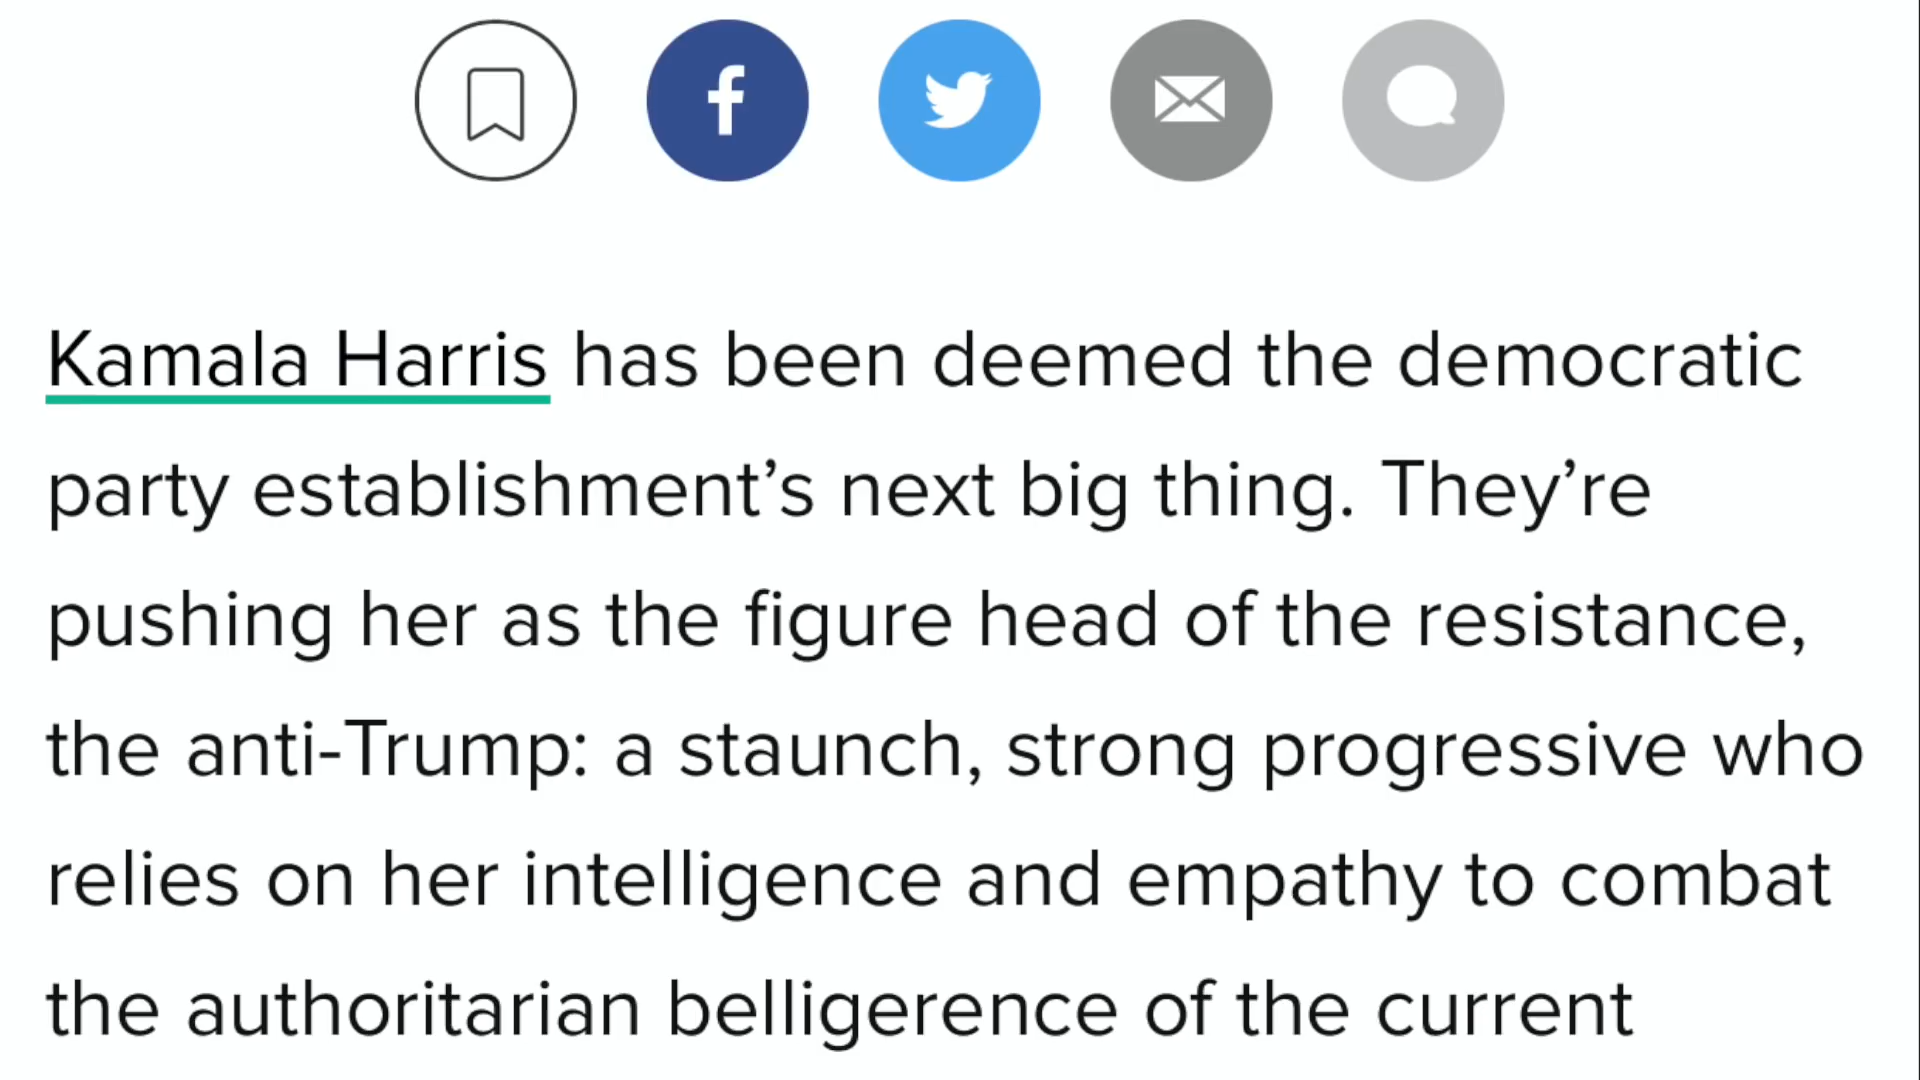 Kamala Harris has been deemed the democratic
party establishment’s next big thing. They’re
pushing her as the figure head of the resistance,
the anti-Trump: a staunch, strong progressive who
relies on her intelligence and empathy to combat
the authoritarian belligerence of the current